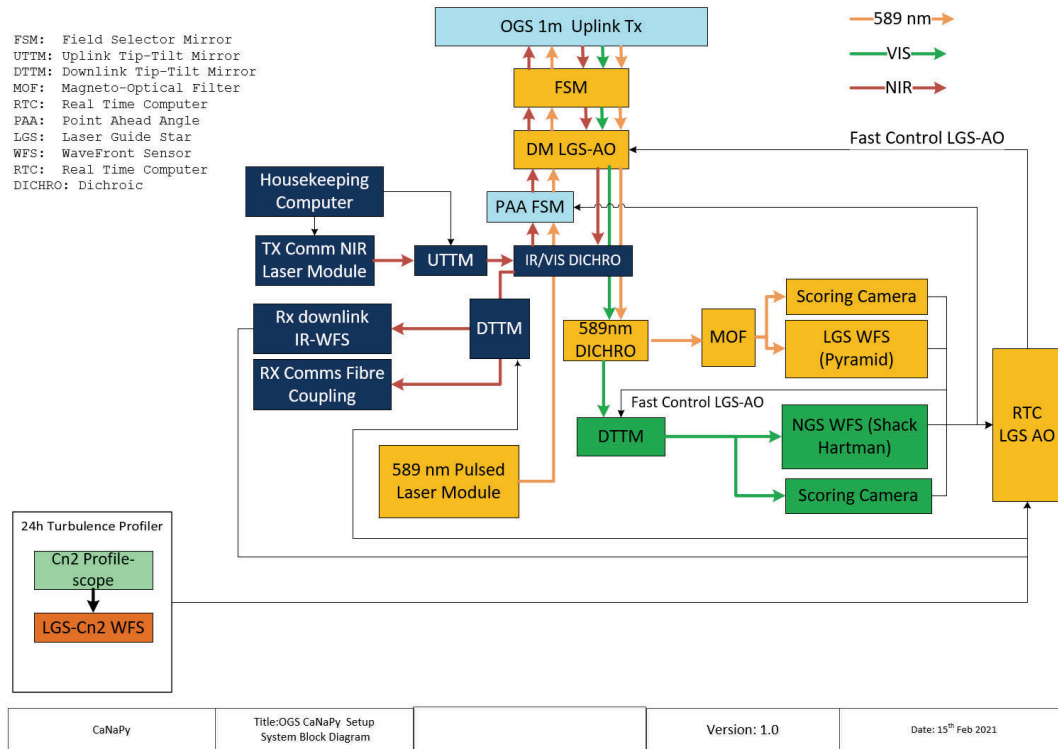 FSM: Field Selector Mirror
UTTM: Uplink Tip-Tilt Mirror
DTTM: Downlink Tip-Tilt Mirror
MOF: Magneto-Optical Filter
RTC: Real Time Computer
PAA: Point Ahead Angle
LGS: Laser Guide Star
WFS: WaveFront Sensor
RTC: Real Time Computer
DICHRO: Dichroic
OGS 1m Uplink Tx
589 nm
VIS
NIR
FSM
DM LGS-AO
Fast Control LGS-AO
Housekeeping
Computer
PAA FSM
TX Comm NIR
Laser Module
UTTM
IR/VIS DICHRO
Rx downlink
IR-WFS
DTTM
RX Comms Fibre
Coupling
589nm
DICHRO
MOF
Scoring Camera
LGS WFS
(Pyramid)
Fast Control LGS-AO
DTTM
NGS WFS (Shack
Hartman)
Scoring Camera
RTC
LGS AO
589 nm Pulsed
Laser Module
24h Turbulence Profiler
Cn2 Profile-
scope
LGS-Cn2 WFS
CaNaPy
Title:OGS CaNaPy Setup
System Block Diagram
Version: 1.0
Date: 15th Feb 2021